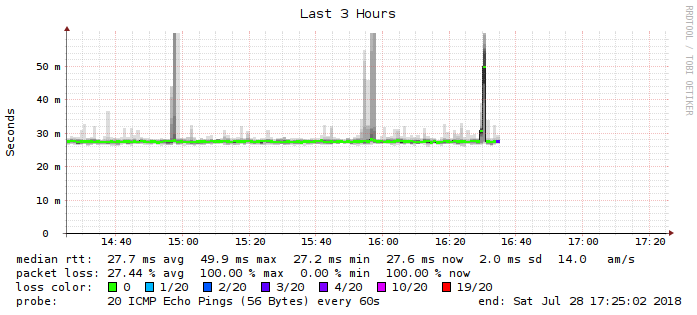 Last 3 Hours
RRDTOOL / TOBI OETIKER
Seconds
50 m
40 m
30 m
20 m
10 m
0
14:40 15:00 15:20 15:40 16:00 16:20 16:40 17:00 17:20
median rtt: 27.7 ms avg 49.9 ms max 27.2 ms min 27.6 ms now 2.0 ms sd 14.0 am/s
packet loss: 27.44 % avg 100.00 % max 0.00 % min 100.00 % now
loss color: 0 1/20 2/20 3/20 4/20 10/20 19/20
probe: 20 ICMP Echo Pings (56 Bytes) every 60s end: Sat Jul 28 17:25:02 2018